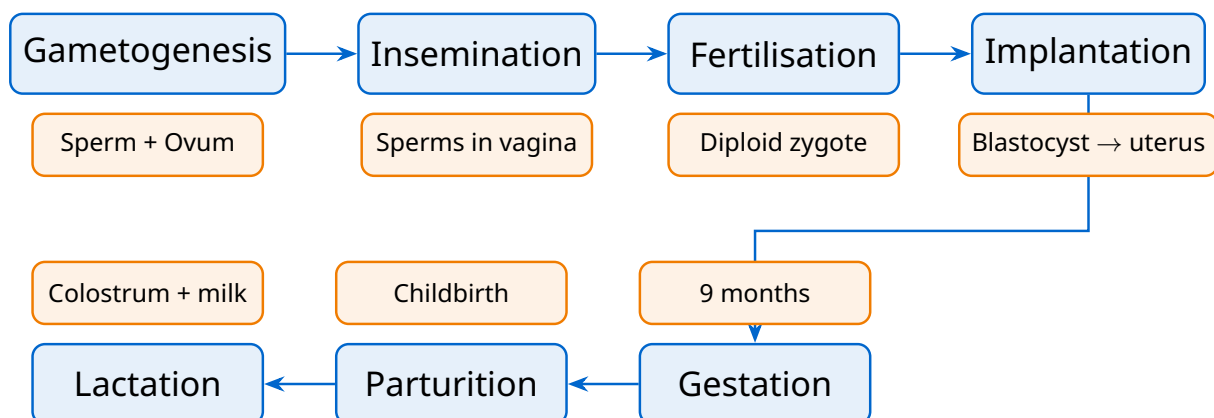 Gametogenesis
Insemination
Fertilisation
Implantation
Sperm + Ovum
Sperms in vagina
Diploid zygote
Blastocyst → uterus
Colostrum + milk
Childbirth
9 months
Lactation
Parturition
Gestation